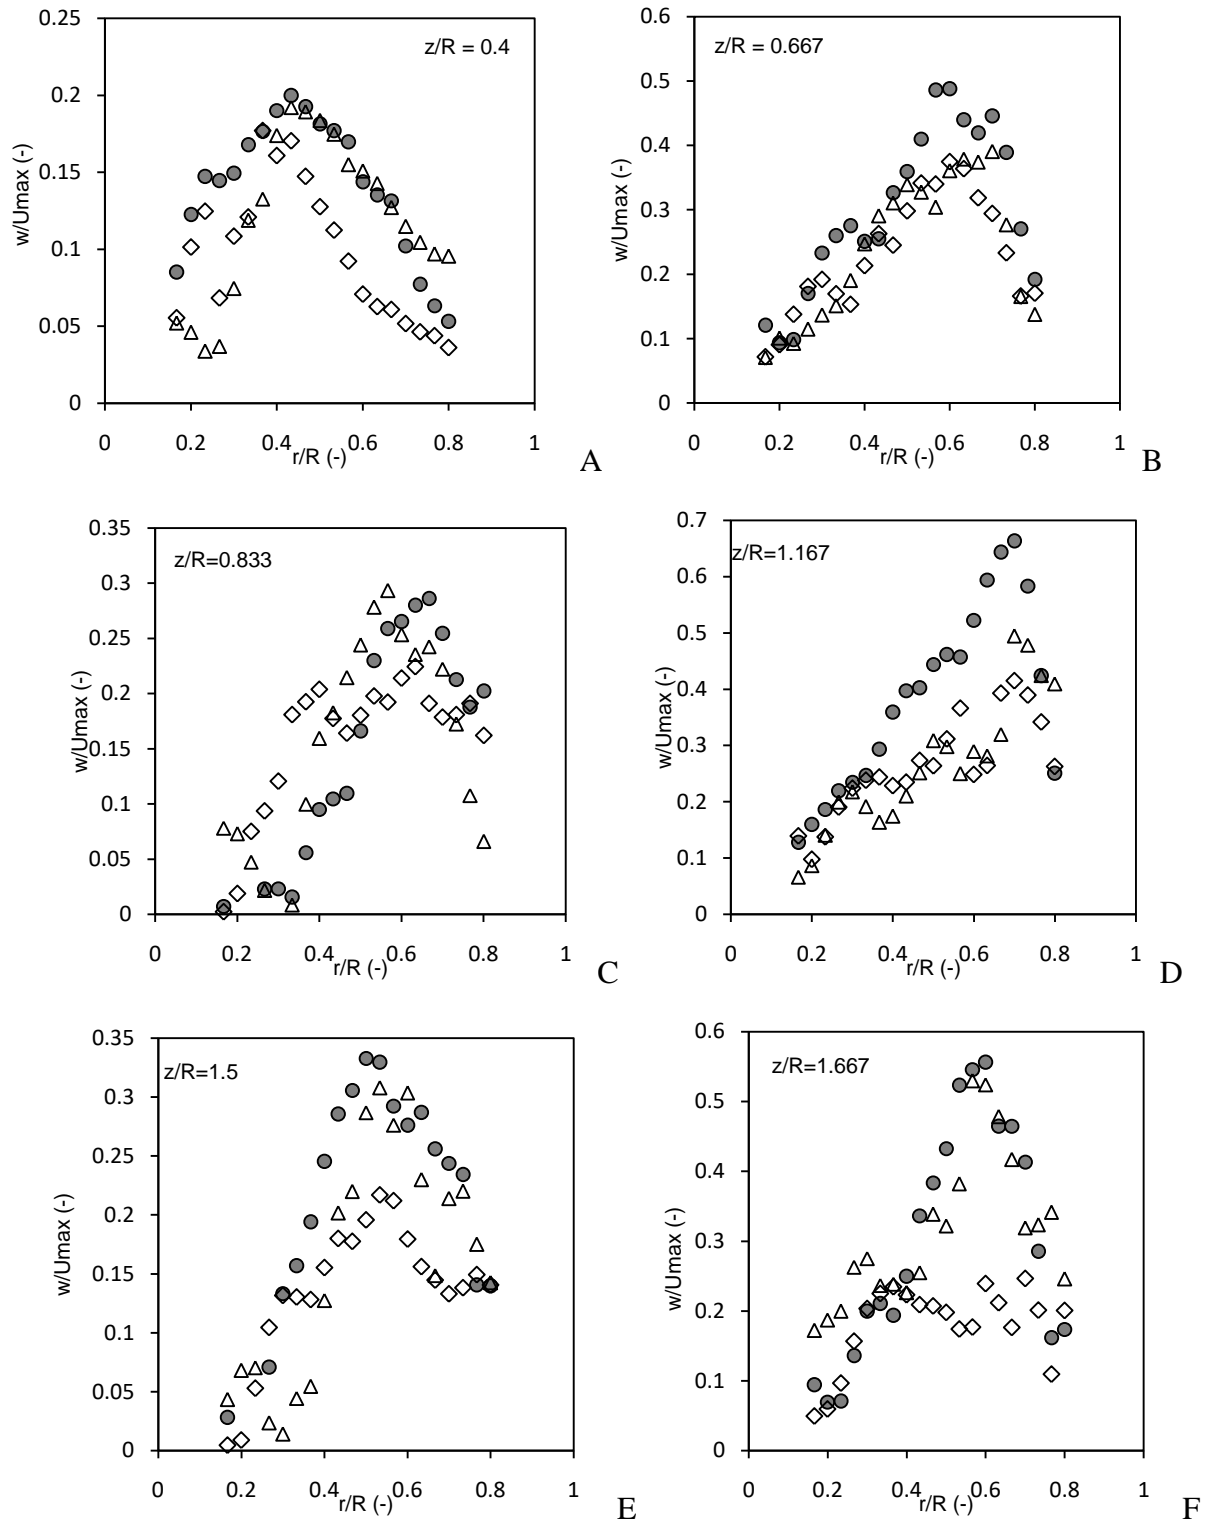 0.25
0.2
0.15
0.1
0.05
0
w/Umax (-)
z/R = 0.4
0 0.2 0.4 0.6 0.8 1
r/R (-)
A
0.6
0.5
0.4
0.3
0.2
0.1
0
w/Umax (-)
z/R = 0.667
0 0.2 0.4 0.6 0.8 1
r/R (-)
B
0.35
0.3
0.25
0.2
0.15
0.1
0.05
0
w/Umax (-)
z/R=0.833
0 0.2 0.4 0.6 0.8 1
r/R (-)
C
0.7
0.6
0.5
0.4
0.3
0.2
0.1
0
w/Umax (-)
z/R=1.167
0 0.2 0.4 0.6 0.8 1
r/R (-)
D
0.35
0.3
0.25
0.2
0.15
0.1
0.05
0
w/Umax (-)
z/R=1.5
0 0.2 0.4 0.6 0.8 1
r/R (-)
E
0.6
0.5
0.4
0.3
0.2
0.1
0
w/Umax (-)
z/R=1.667
0 0.2 0.4 0.6 0.8 1
r/R (-)
F